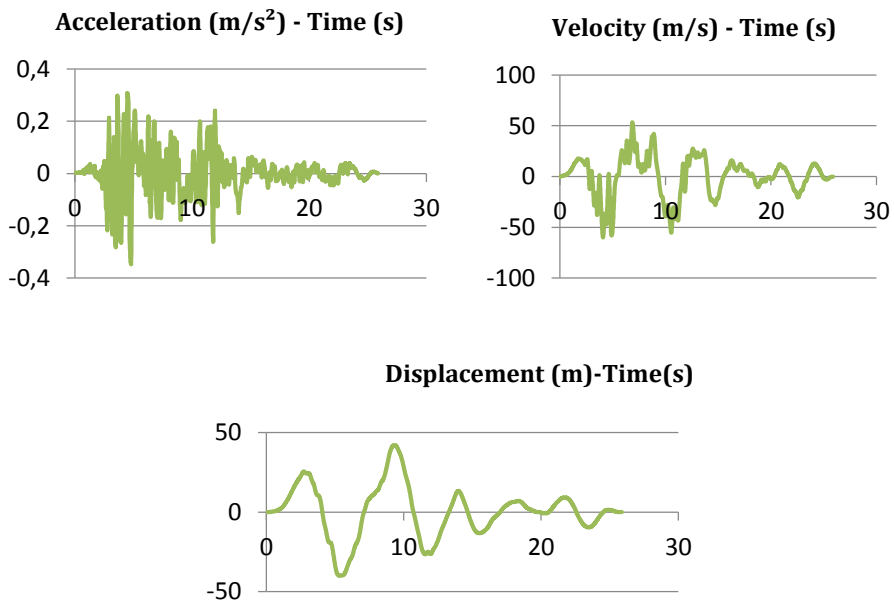 Acceleration (m/s²) - Time (s)
0,4
0,2
0
-0,2
-0,4
0 10 20 30
Velocity (m/s) - Time (s)
100
50
0
-50
-100
0 10 20 30
Displacement (m)-Time(s)
50
0
-50
0 10 20 30